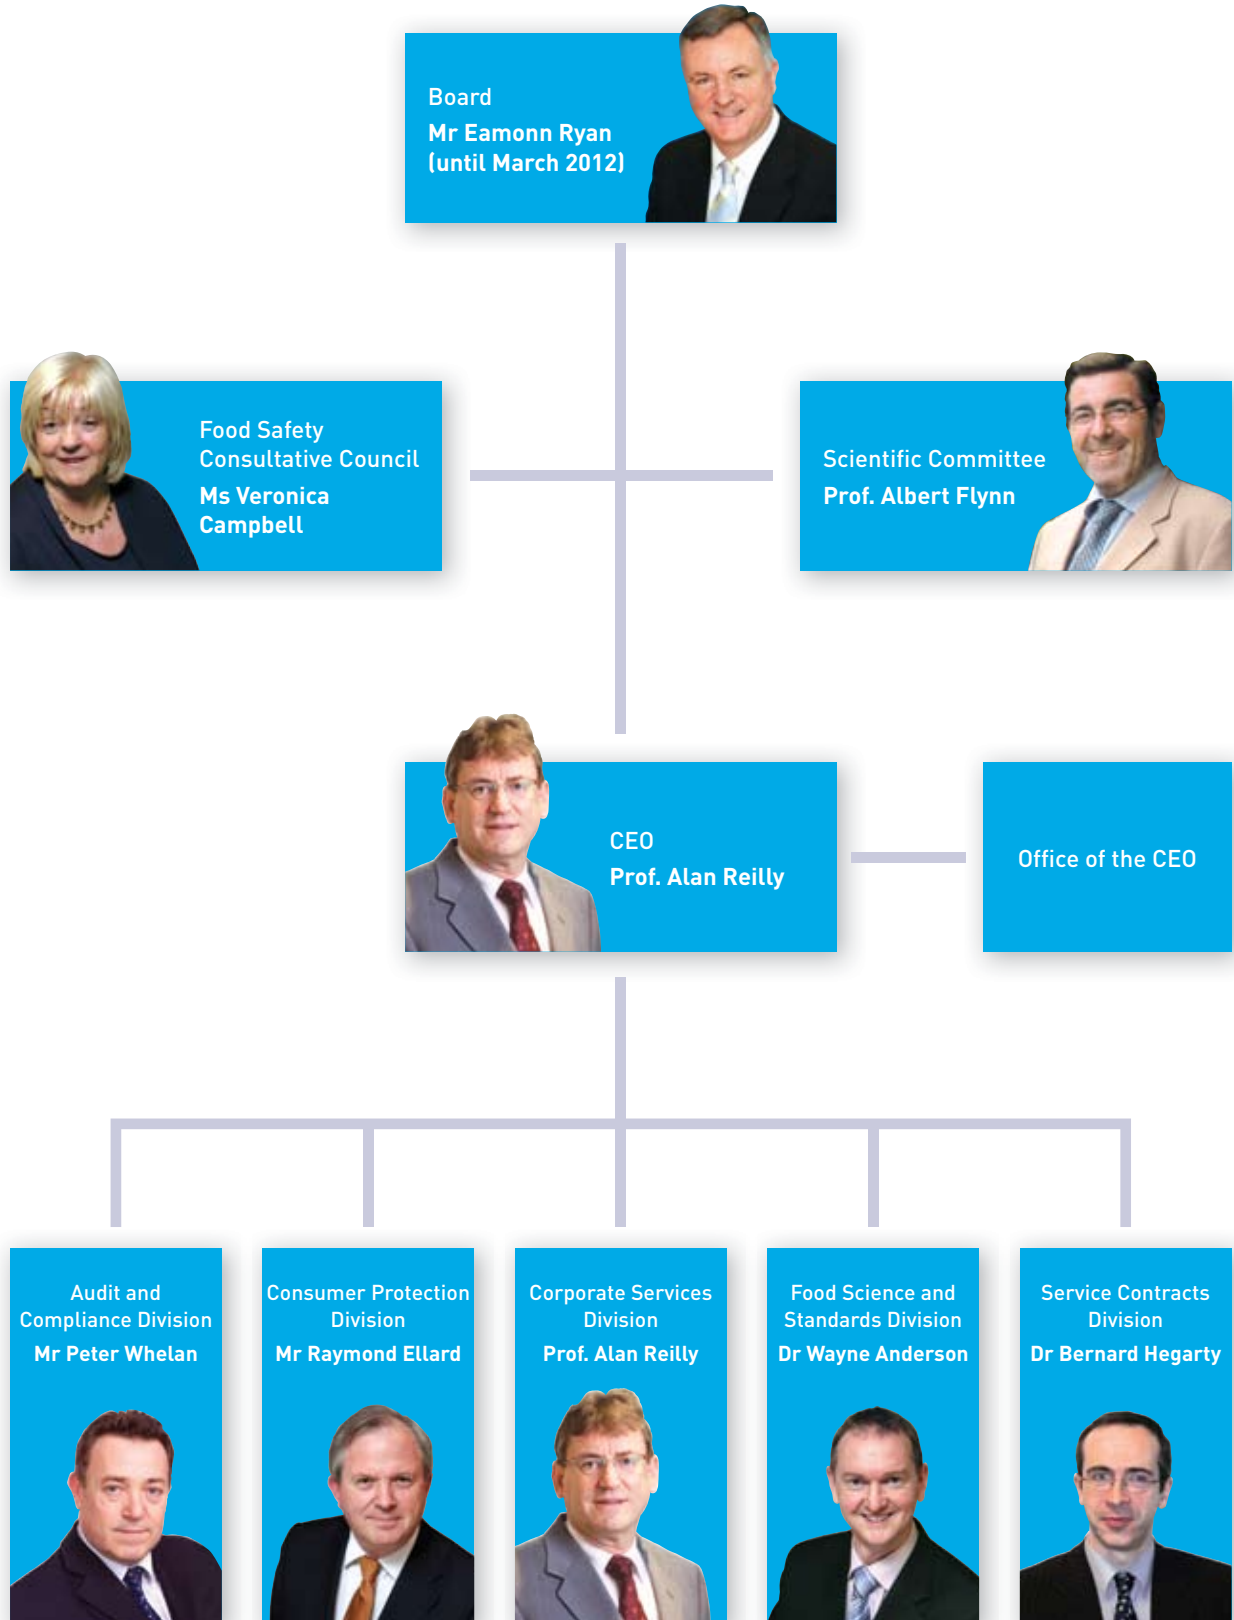 Board
Mr Eamonn Ryan
(until March 2012)
Food Safety
Consultative Council
Ms Veronica
Campbell
Scientific Committee
Prof. Albert Flynn
CEO
Prof. Alan Reilly
Office of the CEO
Audit and
Compliance Division
Mr Peter Whelan
Consumer Protection
Division
Mr Raymond Ellard
Corporate Services
Division
Prof. Alan Reilly
Food Science and
Standards Division
Dr Wayne Anderson
Service Contracts
Division
Dr Bernard Hegarty